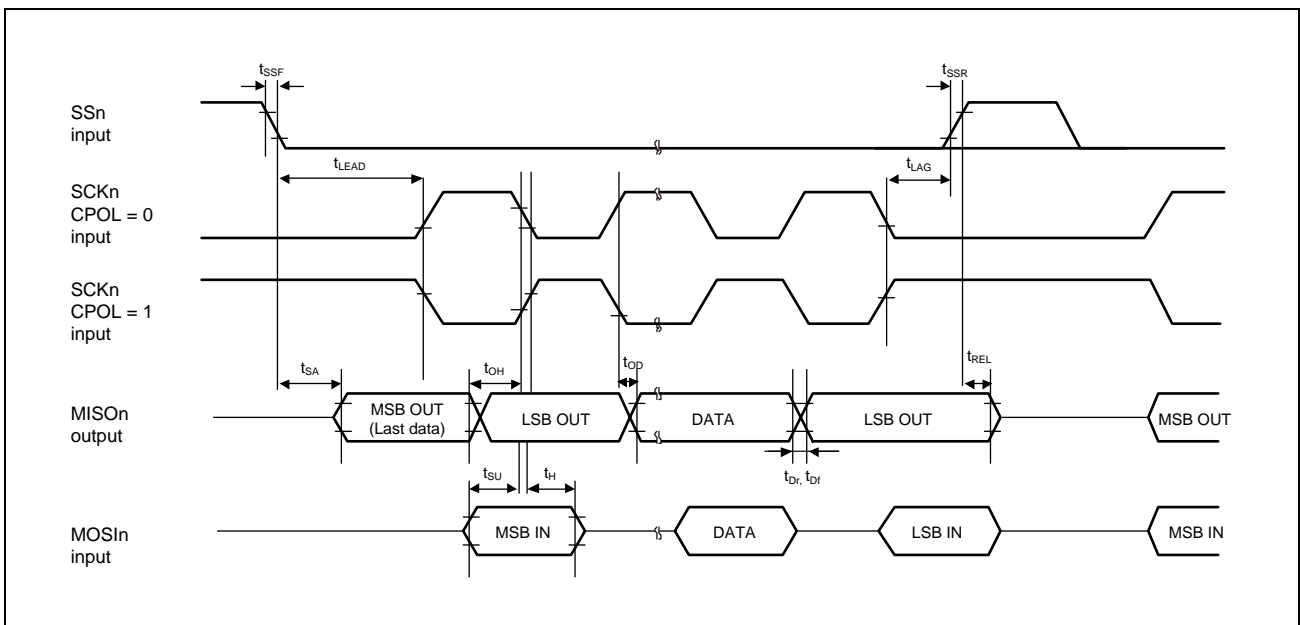 tSSF
tSSR
SSn
input
tLEAD
tLAG
SCKn
CPOL = 0
input
SCKn
CPOL = 1
input
tSA
tOH
tOD
tREL
MISOn
output
MSB OUT
(Last data)
LSB OUT
DATA
LSB OUT
MSB OUT
tSU
tH
tDr, tDf
MOSIn
input
MSB IN
DATA
LSB IN
MSB IN